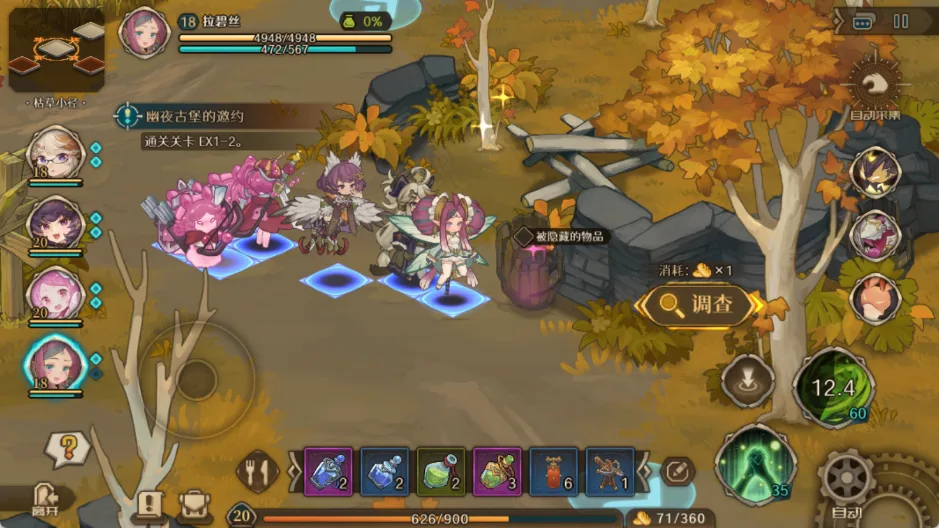 18 拉碧丝
0%
4948/4948
472/567
·枯草小径·
幽夜古堡的邀约
通关关卡 EX1-2。
自动采集
18
20
20
18
被隐藏的物品
消耗: ×1
调查
12.4
60
35
2
2
2
3
6
1
离开
20
626/900
71/360
自动